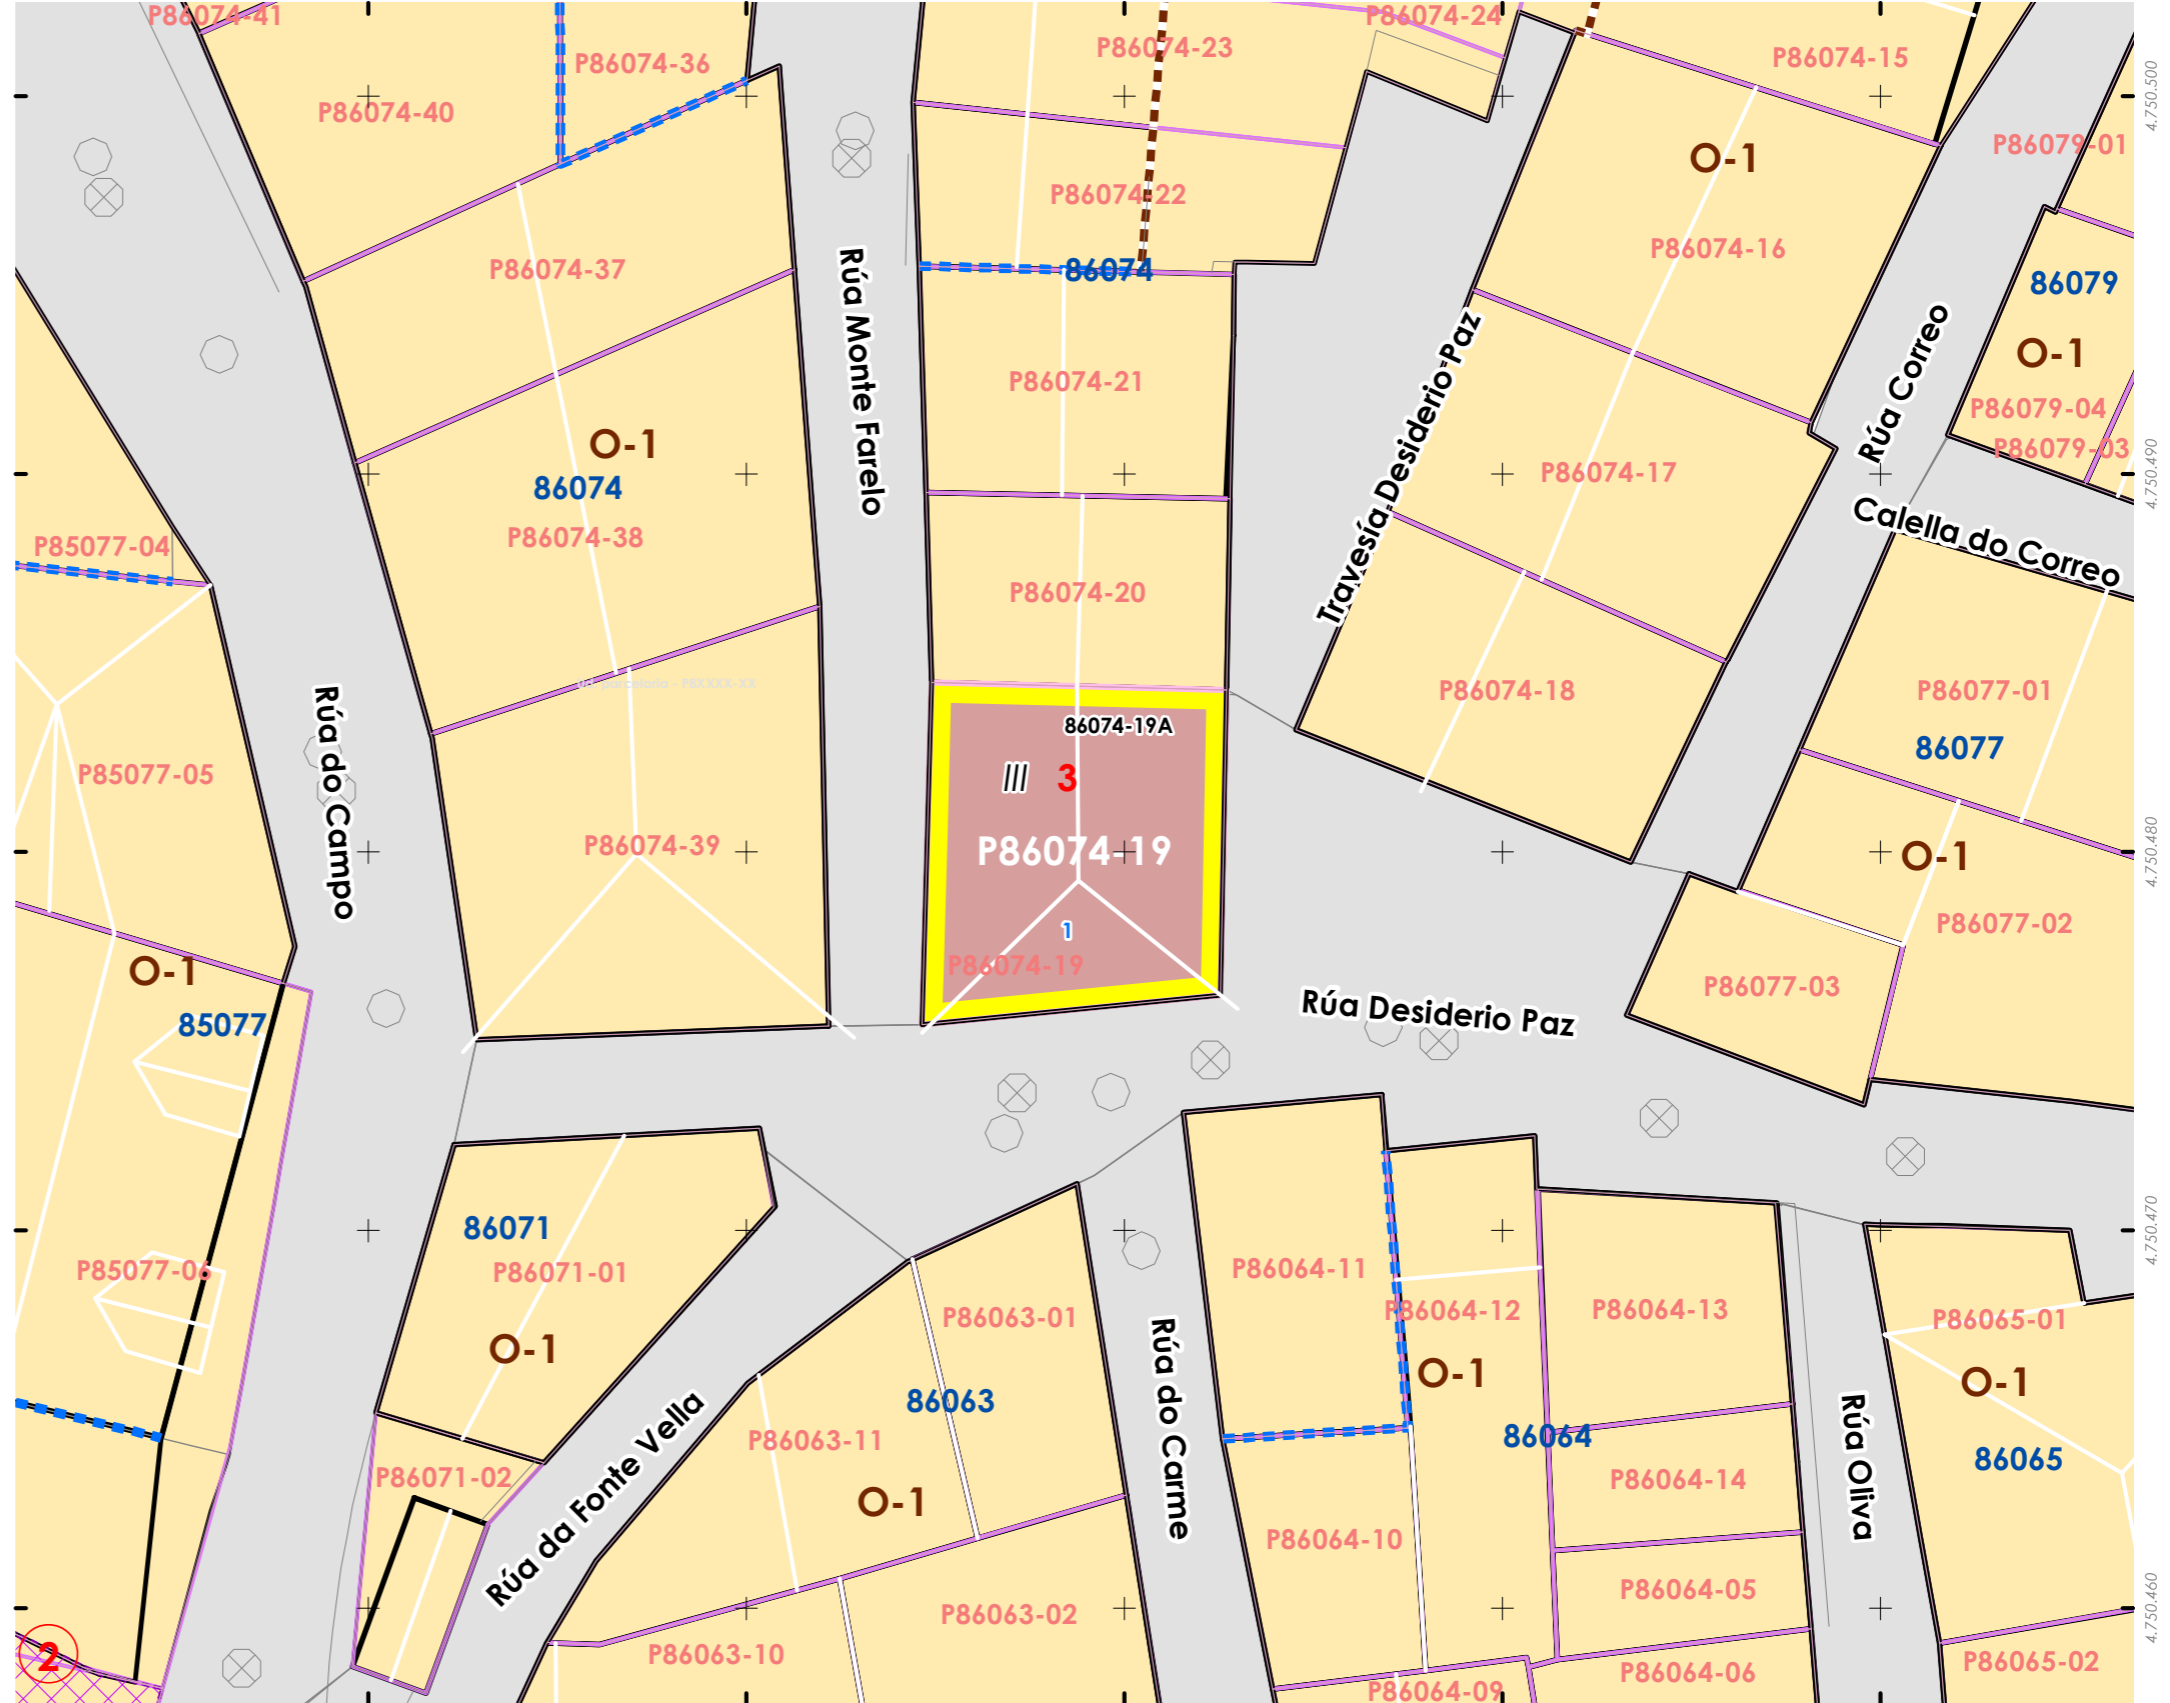 P86074-41
P86074-24
P86074-36
P86074-23
P86074-15
4.750.500
P86074-40
O-1
P86079-01
P86074-22
P86074-16
P86074-37
86074
86079
Rúa Monte Farelo
O-1
P86074-21
Travesía Desiderio Paz
Rúa Correo
P86079-04
P86079-03
O-1
86074
P86074-17
4.750.490
P85077-04
P86074-38
Calella do Correo
P86074-20
P86074-18
P86077-01
Rúa do Campo
86074-19A
86077
P85077-05
III 3
P86074-39
P86074-19
O-1
4.750.480
1
P86077-02
O-1
P86074-19
P86077-03
85077
Rúa Desiderio Paz
86071
P85077-06
P86071-01
P86064-11
P86063-01
P86064-12
P86064-13
P86065-01
4.750.470
O-1
Rúa do Carme
O-1
O-1
86063
86064
P86063-11
Rúa Oliva
86065
P86071-02
Rúa da Fonte Vella
O-1
P86064-14
P86064-10
P86064-05
P86063-02
4.750.460
2
P86063-10
P86064-06
P86065-02
P86064-09